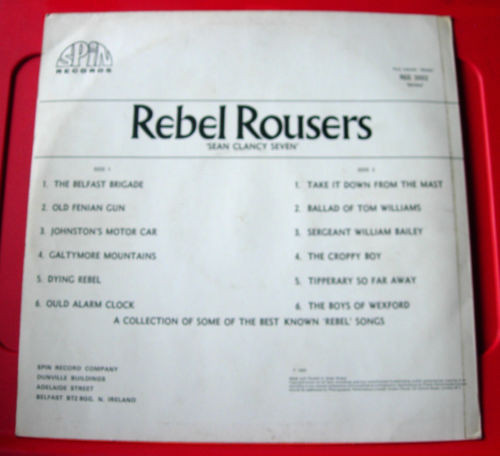 SPIN
RECORDS
Rebel Rousers
'SEAN CLANCY SEVEN'
SIDE 1
1. THE BELFAST BRIGADE
2. OLD FENIAN GUN
3. JOHNSTON'S MOTOR CAR
4. GALTYMORE MOUNTAINS
5. DYING REBEL
6. OULD ALARM CLOCK
SIDE 2
1. TAKE IT DOWN FROM THE MAST
2. BALLAD OF TOM WILLIAMS
3. SERGEANT WILLIAM BAILEY
4. THE CROPPY BOY
5. TIPPERARY SO FAR AWAY
6. THE BOYS OF WEXFORD
A COLLECTION OF SOME OF THE BEST KNOWN 'REBEL' SONGS
SPIN RECORD COMPANY
DUNVILLE BUILDINGS
ADELAIDE STREET
BELFAST BT2 8GG. N. IRELAND